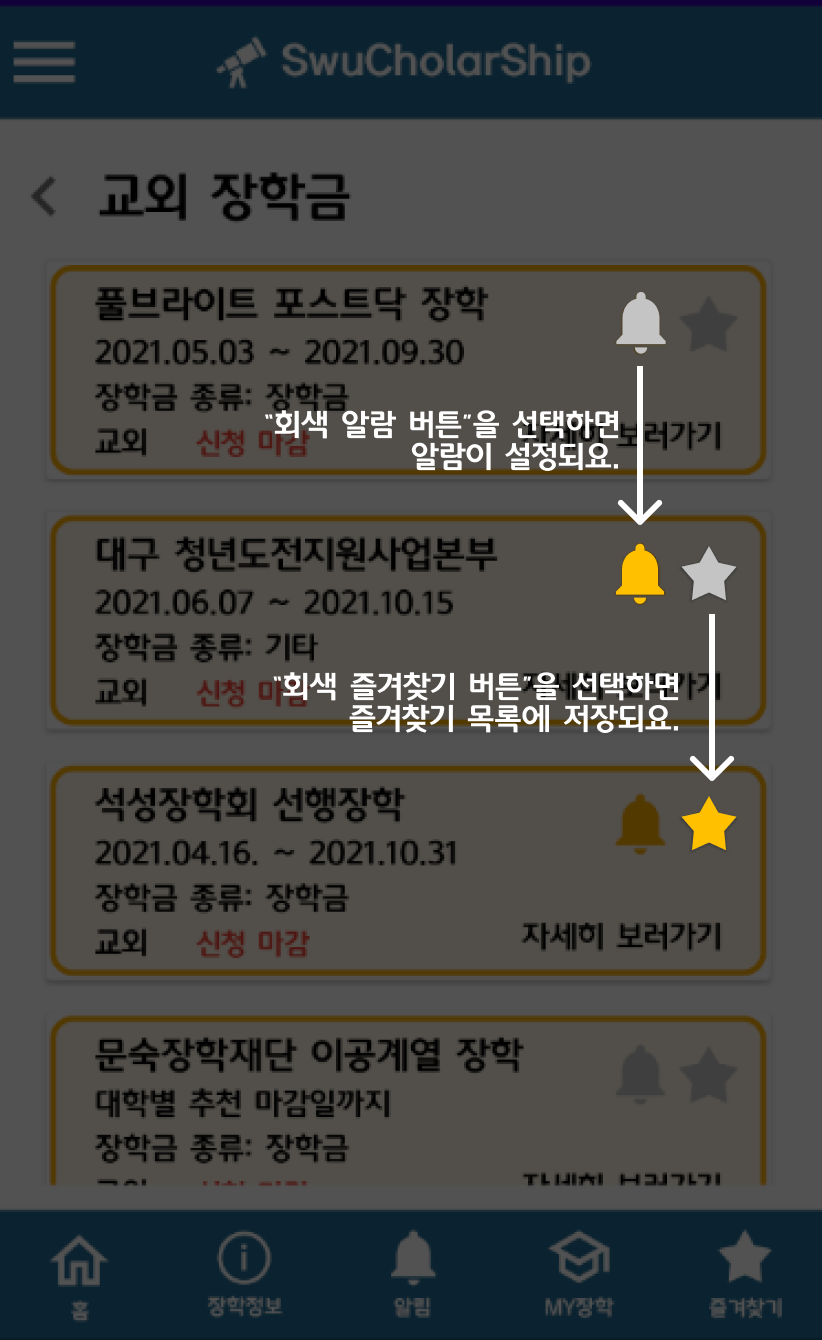 SwuCholarShip
교외 장학금
풀브라이트 포스트닥 장학
2021.05.03 ~ 2021.09.30
장학금 종류: 장학금
교외 신청 마감 자세히 보러가기
"회색 알람 버튼"을 선택하면
알람이 설정되요.
대구 청년도전지원사업본부
2021.06.07 ~ 2021.10.15
장학금 종류: 기타
교외 신청 마감
"회색 즐겨찾기 버튼"을 선택하면
즐겨찾기 목록에 저장되요.
석성장학회 선행장학
2021.04.16. ~ 2021.10.31
장학금 종류: 장학금
교외 신청 마감 자세히 보러가기
문숙장학재단 이공계열 장학
대학별 추천 마감일까지
장학금 종류: 장학금
홈 장학정보 알림 MY장학 즐겨찾기